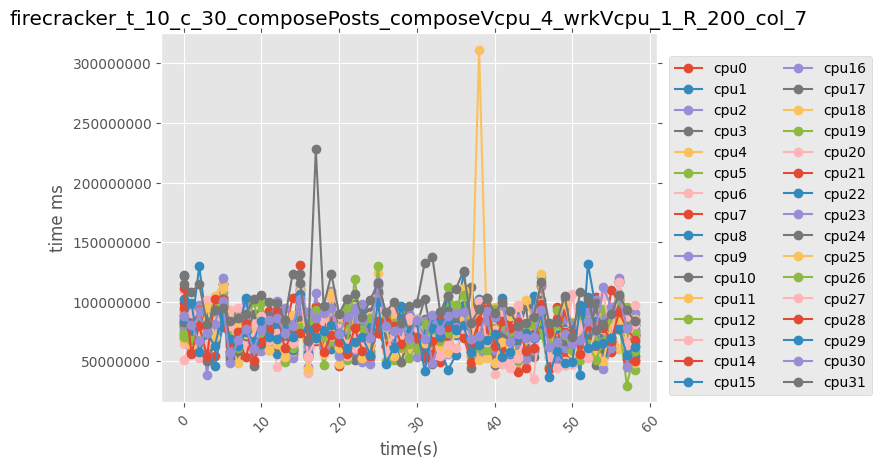 firecracker_t_10_c_30_composePosts_composeVcpu_4_wrkVcpu_1_R_200_col_7
300000000
250000000
200000000
150000000
100000000
50000000
time ms
0
10
20
30
40
50
60
time(s)
cpu0
cpu1
cpu2
cpu3
cpu4
cpu5
cpu6
cpu7
cpu8
cpu9
cpu10
cpu11
cpu12
cpu13
cpu14
cpu15
cpu16
cpu17
cpu18
cpu19
cpu20
cpu21
cpu22
cpu23
cpu24
cpu25
cpu26
cpu27
cpu28
cpu29
cpu30
cpu31